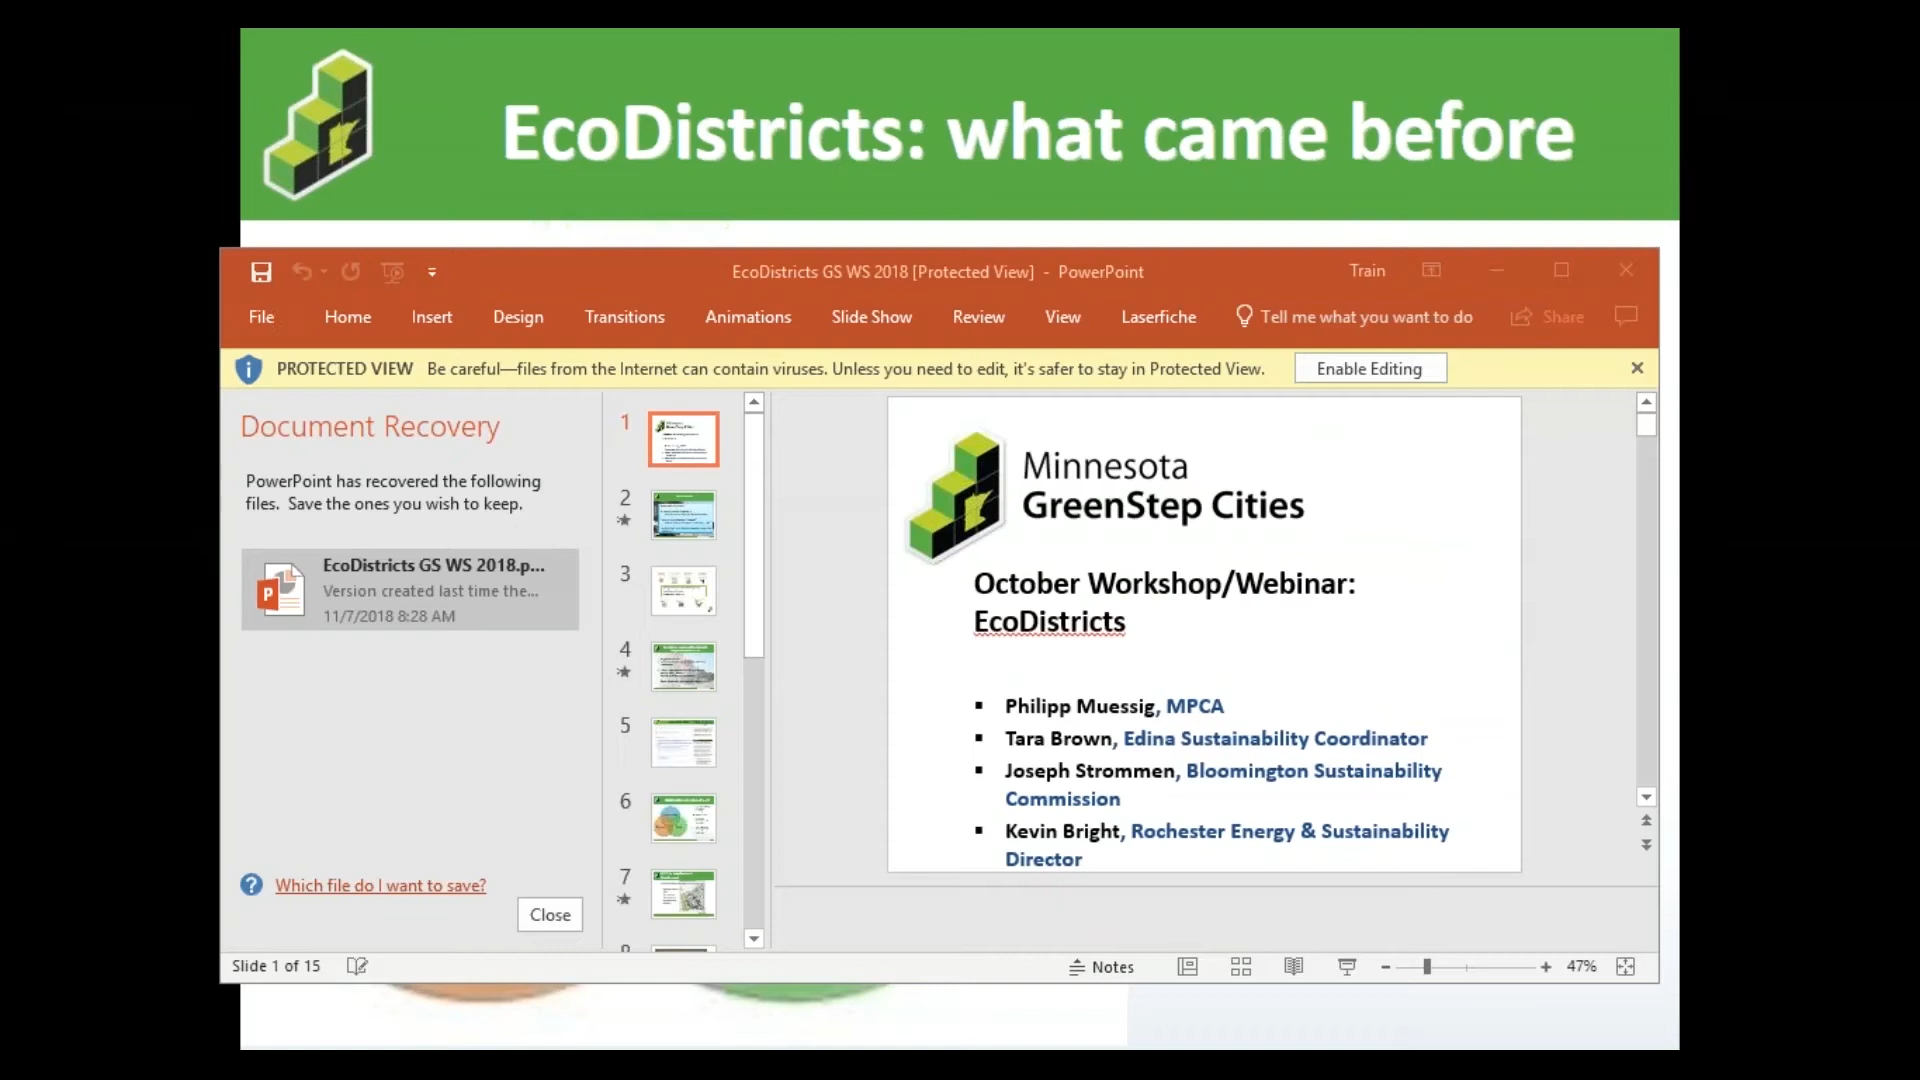 EcoDistricts: what came before
EcoDistricts GS WS 2018 [Protected View] - PowerPoint
Train
File Home Insert Design Transitions Animations Slide Show Review View Laserfiche Tell me what you want to do Share
PROTECTED VIEW Be careful—files from the Internet can contain viruses. Unless you need to edit, it's safer to stay in Protected View. Enable Editing
Document Recovery
PowerPoint has recovered the following
files. Save the ones you wish to keep.
EcoDistricts GS WS 2018.p...
Version created last time the...
11/7/2018 8:28 AM
Which file do I want to save?
Close
1
2
3
4
5
6
7
8
Minnesota
GreenStep Cities
October Workshop/Webinar:
EcoDistricts
▪ Philipp Muessig, MPCA
▪ Tara Brown, Edina Sustainability Coordinator
▪ Joseph Strommen, Bloomington Sustainability
Commission
▪ Kevin Bright, Rochester Energy & Sustainability
Director
Slide 1 of 15
Notes
47%